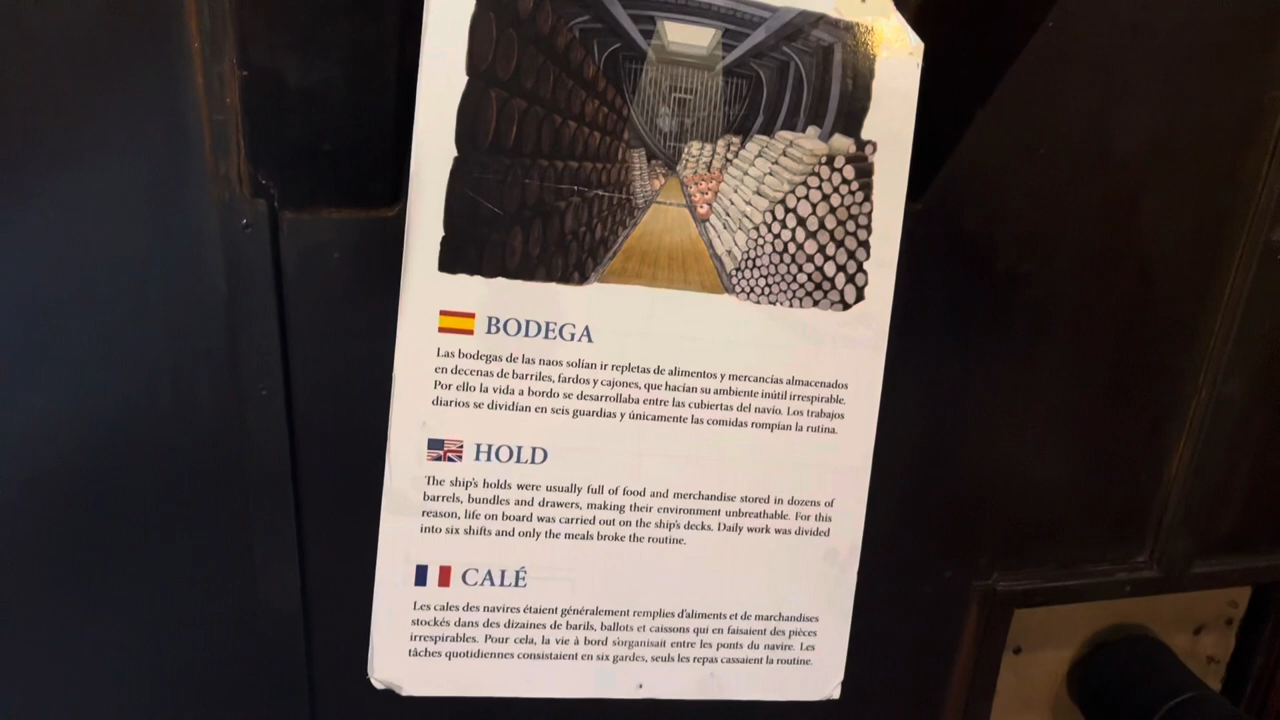 BODEGA
Las bodegas de las naos solían ir repletas de alimentos y mercancías almacenados
en decenas de barriles, fardos y cajones, que hacían su ambiente inútil irrespirable.
Por ello la vida a bordo se desarrollaba entre las cubiertas del navío. Los trabajos
diarios se dividían en seis guardias y únicamente las comidas rompían la rutina.
HOLD
The ship's holds were usually full of food and merchandise stored in dozens of
barrels, bundles and drawers, making their environment unbreathable. For this
reason, life on board was carried out on the ship's decks. Daily work was divided
into six shifts and only the meals broke the routine.
CALÉ
Les cales des navires étaient généralement remplies d'aliments et de marchandises
stockés dans des dizaines de barils, ballots et caissons qui en faisaient des pièces
irrespirables. Pour cela, la vie à bord s'organisait entre les ponts du navire. Les
tâches quotidiennes consistaient en six gardes, seuls les repas cassaient la routine.